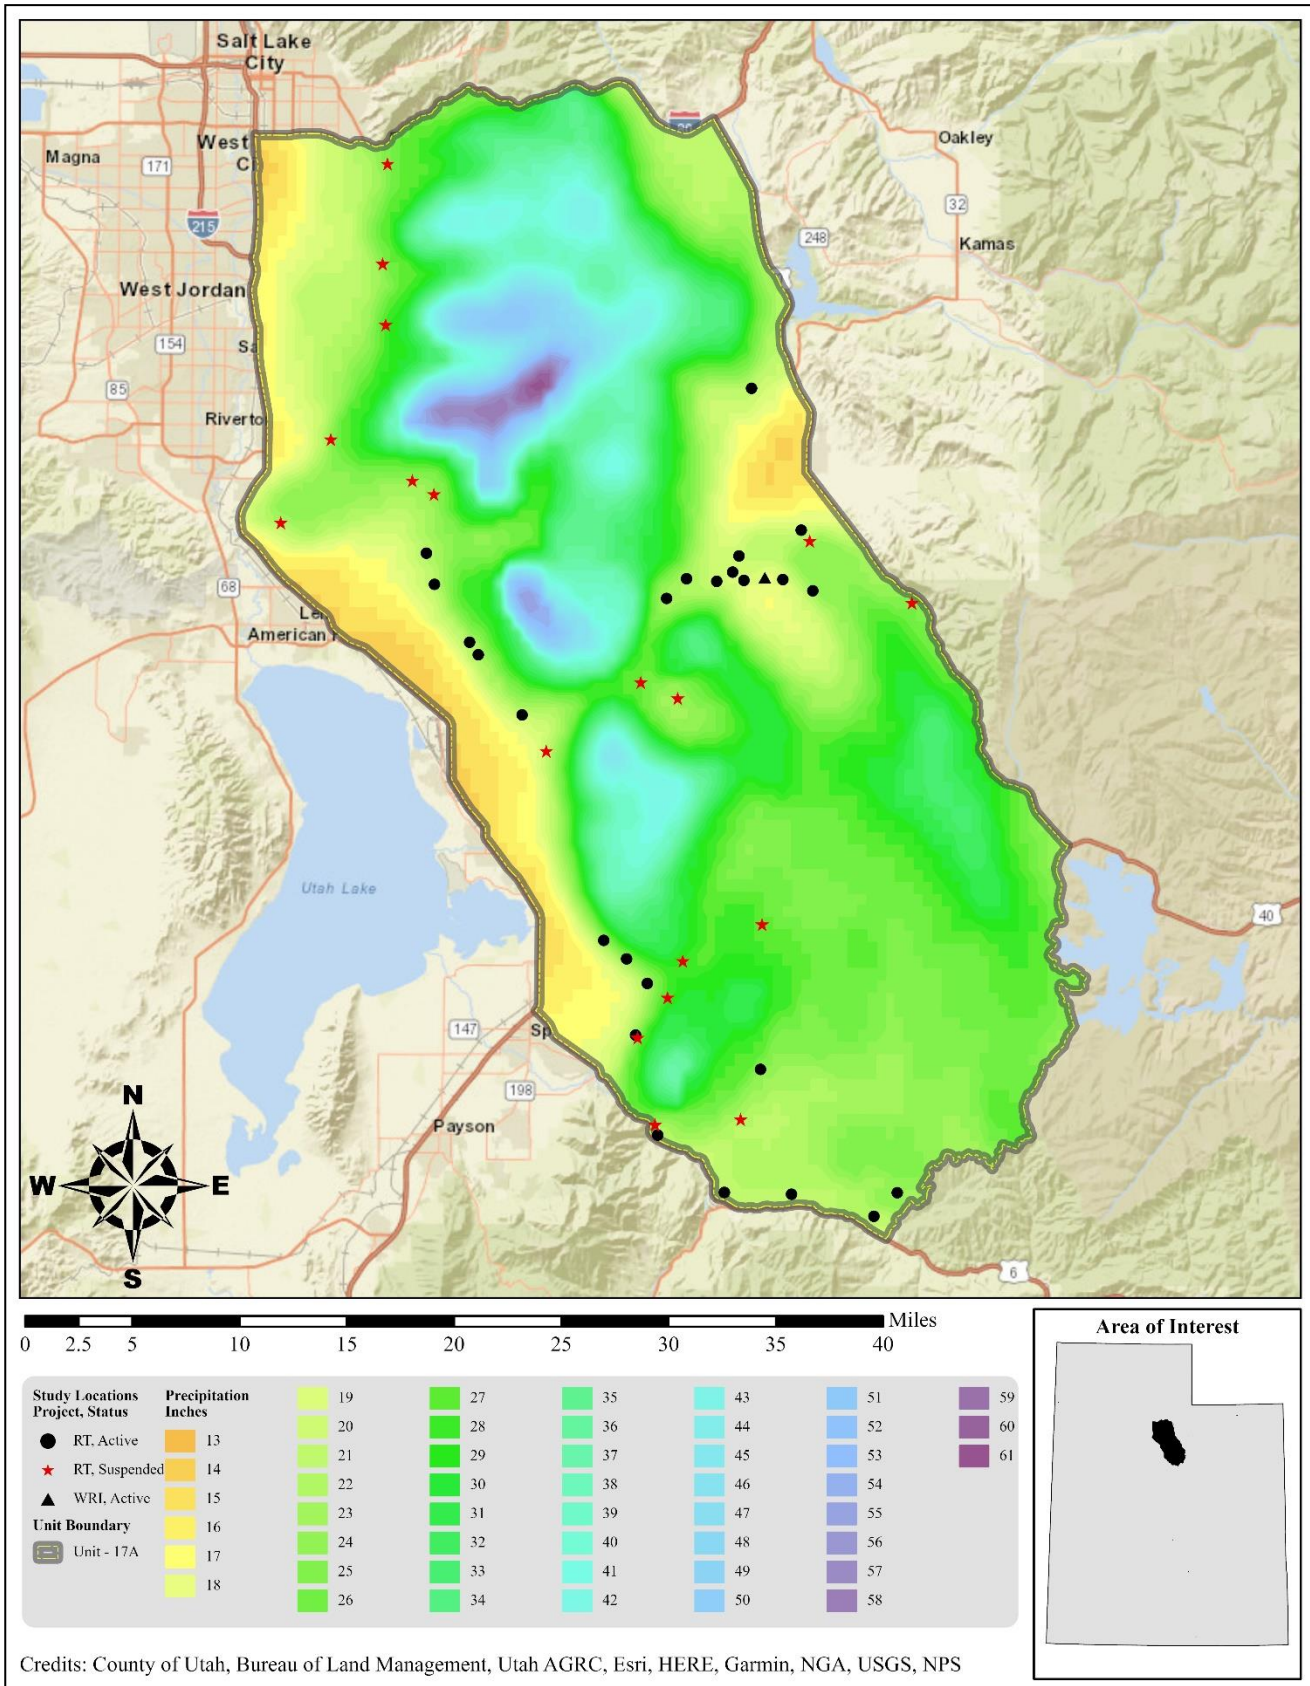 Salt Lake
City
West
Ci
Magna
171
215
Oakley
32
248
Kamas
West Jordan
154
Sa
85
Riverto
68
American
Utah Lake
40
147
Sp
198
Payson
6
N
W E
S
0 2.5 5 10 15 20 25 30 35 40 Miles
Study Locations
Project, Status
RT, Active
RT, Suspended
WRI, Active
Unit Boundary
Unit - 17A
Precipitation
Inches
13
14
15
16
17
18
19
20
21
22
23
24
25
26
27
28
29
30
31
32
33
34
35
36
37
38
39
40
41
42
43
44
45
46
47
48
49
50
51
52
53
54
55
56
57
58
59
60
61
Area of Interest
Credits: County of Utah, Bureau of Land Management, Utah AGRC, Esri, HERE, Garmin, NGA, USGS, NPS